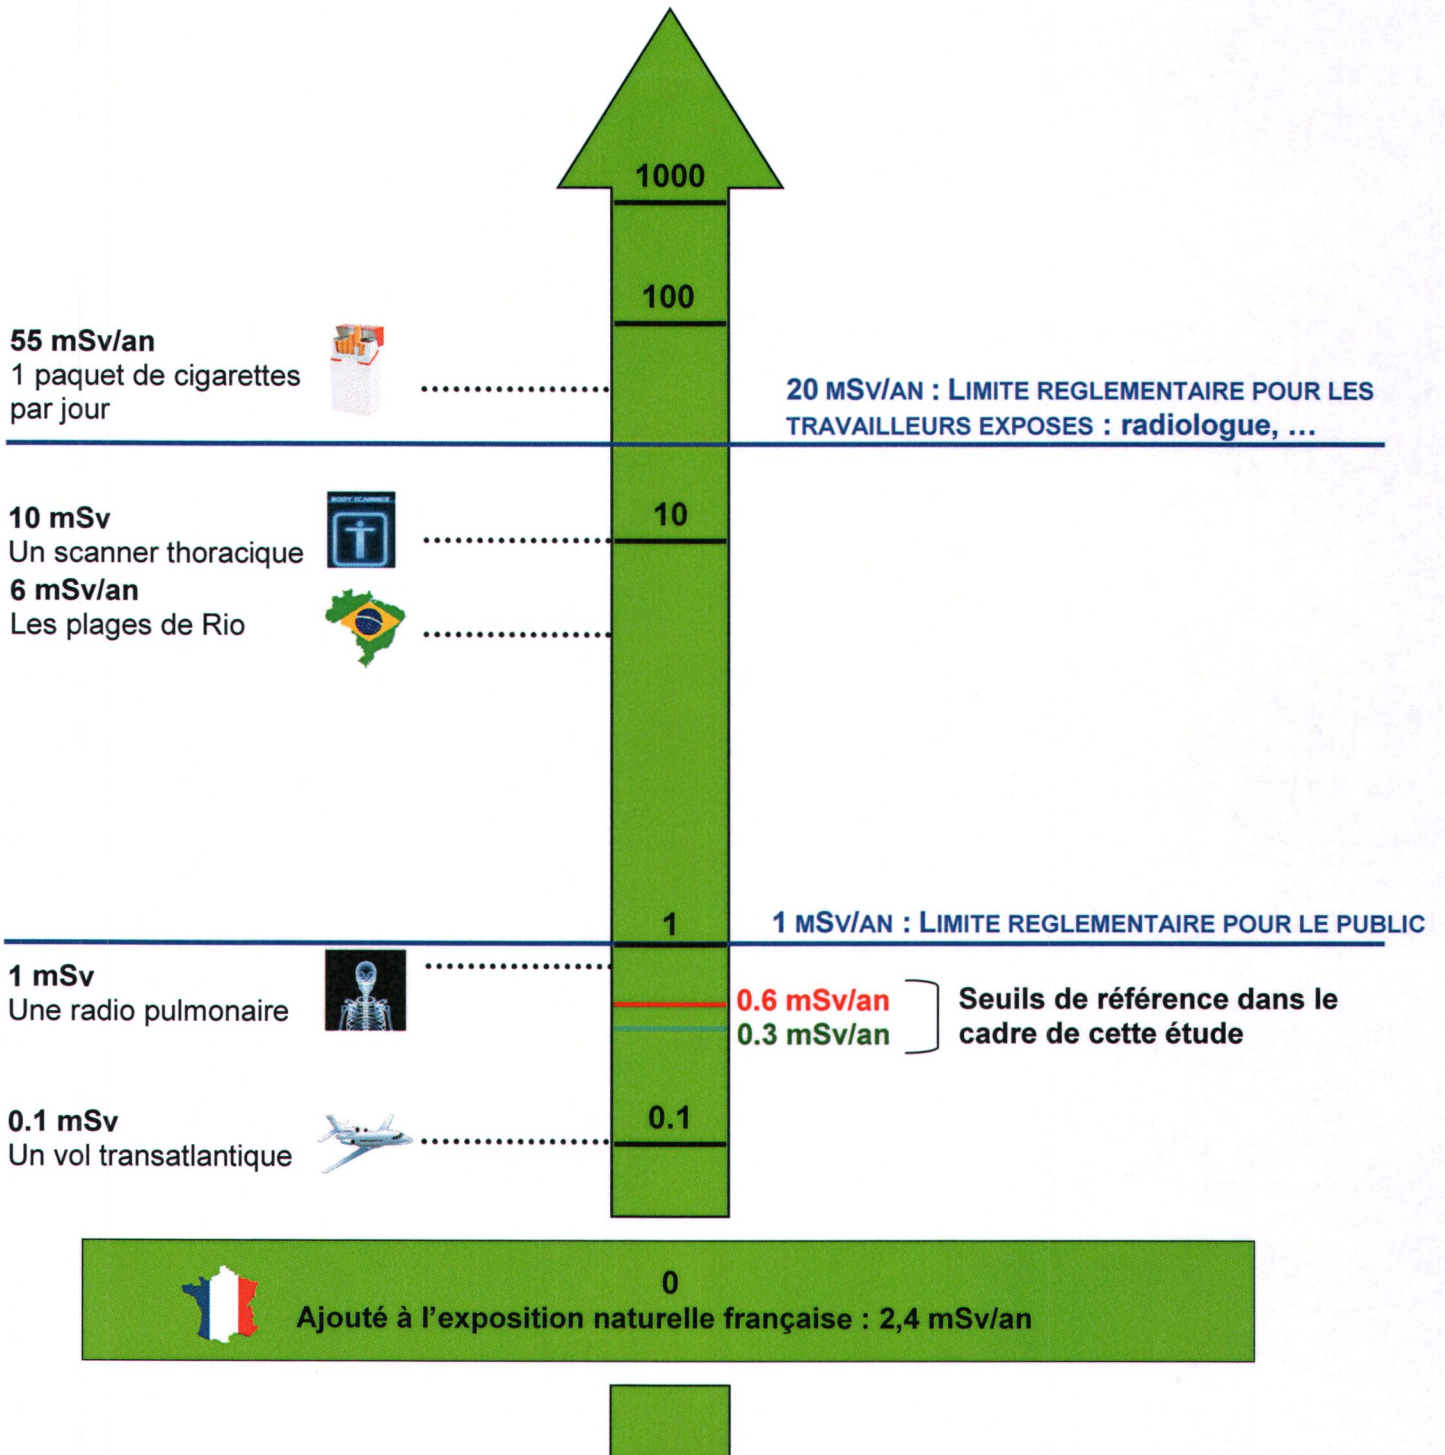 1000
100
55 mSv/an
1 paquet de cigarettes
par jour
20 MSV/AN : LIMITE REGLEMENTAIRE POUR LES
TRAVAILLEURS EXPOSES : radiologue, …
BODY SCANNER
10 mSv
Un scanner thoracique
10
6 mSv/an
Les plages de Rio
1
1 MSV/AN : LIMITE REGLEMENTAIRE POUR LE PUBLIC
1 mSv
Une radio pulmonaire
0.6 mSv/an
0.3 mSv/an
Seuils de référence dans le
cadre de cette étude
0.1 mSv
Un vol transatlantique
0.1
0
Ajouté à l'exposition naturelle française : 2,4 mSv/an